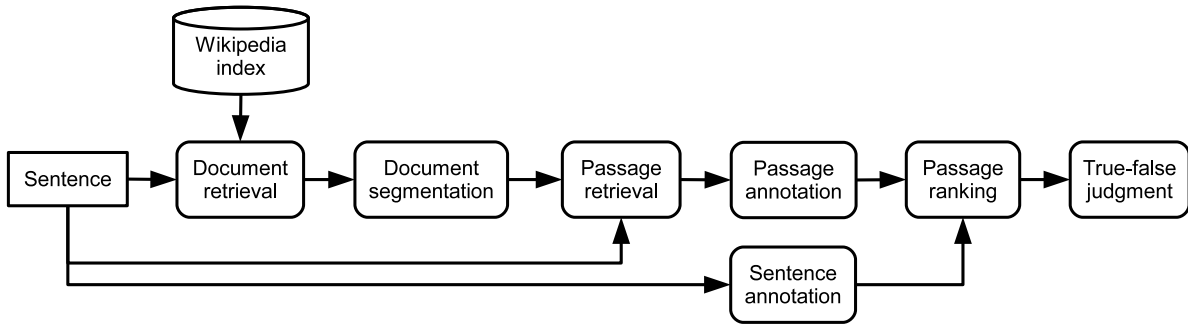 Wikipedia
index
Sentence
Document
retrieval
Document
segmentation
Passage
retrieval
Passage
annotation
Passage
ranking
True-false
judgment
Sentence
annotation